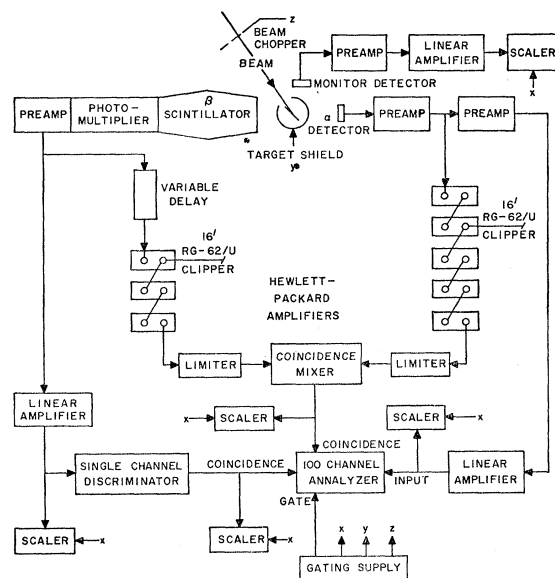 z
BEAM
CHOPPER
BEAM
PREAMP
LINEAR
AMPLIFIER
SCALER
x
MONITOR DETECTOR
PREAMP
PHOTO-
MULTIPLIER
β
SCINTILLATOR
α
DETECTOR
PREAMP
PREAMP
TARGET SHIELD
y
VARIABLE
DELAY
16'
RG-62/U
CLIPPER
16'
RG-62/U
CLIPPER
HEWLETT-
PACKARD
AMPLIFIERS
LIMITER
COINCIDENCE
MIXER
LIMITER
LINEAR
AMPLIFIER
x
SCALER
SCALER
x
COINCIDENCE
SINGLE CHANNEL
DISCRIMINATOR
COINCIDENCE
100 CHANNEL
ANNALYZER
INPUT
LINEAR
AMPLIFIER
GATE
SCALER
x
SCALER
x
x
y
z
GATING SUPPLY